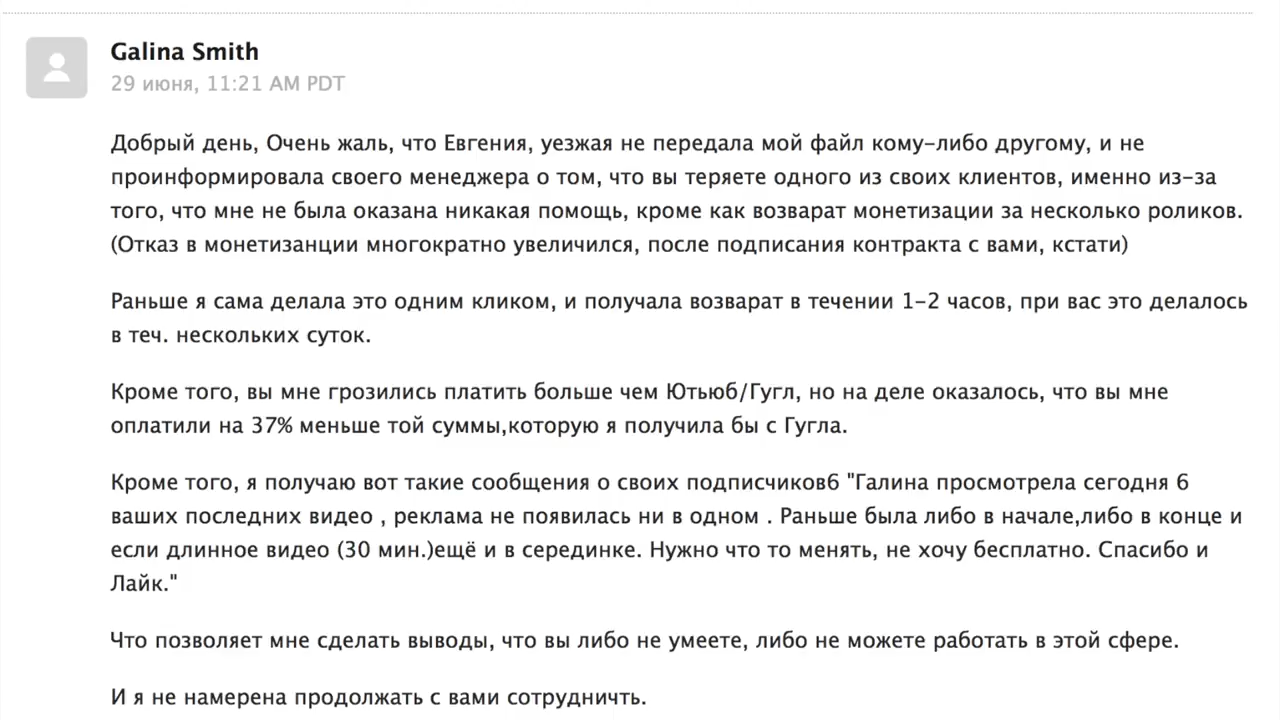 Galina Smith
29 июня, 11:21 AM PDT
Добрый день, Очень жаль, что Евгения, уезжая не передала мой файл кому-либо другому, и не
проинформировала своего менеджера о том, что вы теряете одного из своих клиентов, именно из-за
того, что мне не была оказана никакая помощь, кроме как возварат монетизации за несколько роликов.
(Отказ в монетизанции многократно увеличился, после подписания контракта с вами, кстати)
Раньше я сама делала это одним кликом, и получала возварат в течении 1-2 часов, при вас это делалось
в теч. нескольких суток.
Кроме того, вы мне грозились платить больше чем Ютьюб/Гугл, но на деле оказалось, что вы мне
оплатили на 37% меньше той суммы,которую я получила бы с Гугла.
Кроме того, я получаю вот такие сообщения о своих подписчиков6 "Галина просмотрела сегодня 6
ваших последних видео , реклама не появилась ни в одном . Раньше была либо в начале,либо в конце и
если длинное видео (30 мин.)ещё и в серединке. Нужно что то менять, не хочу бесплатно. Спасибо и
Лайк."
Что позволяет мне сделать выводы, что вы либо не умеете, либо не можете работать в этой сфере.
И я не намерена продолжать с вами сотрудничть.